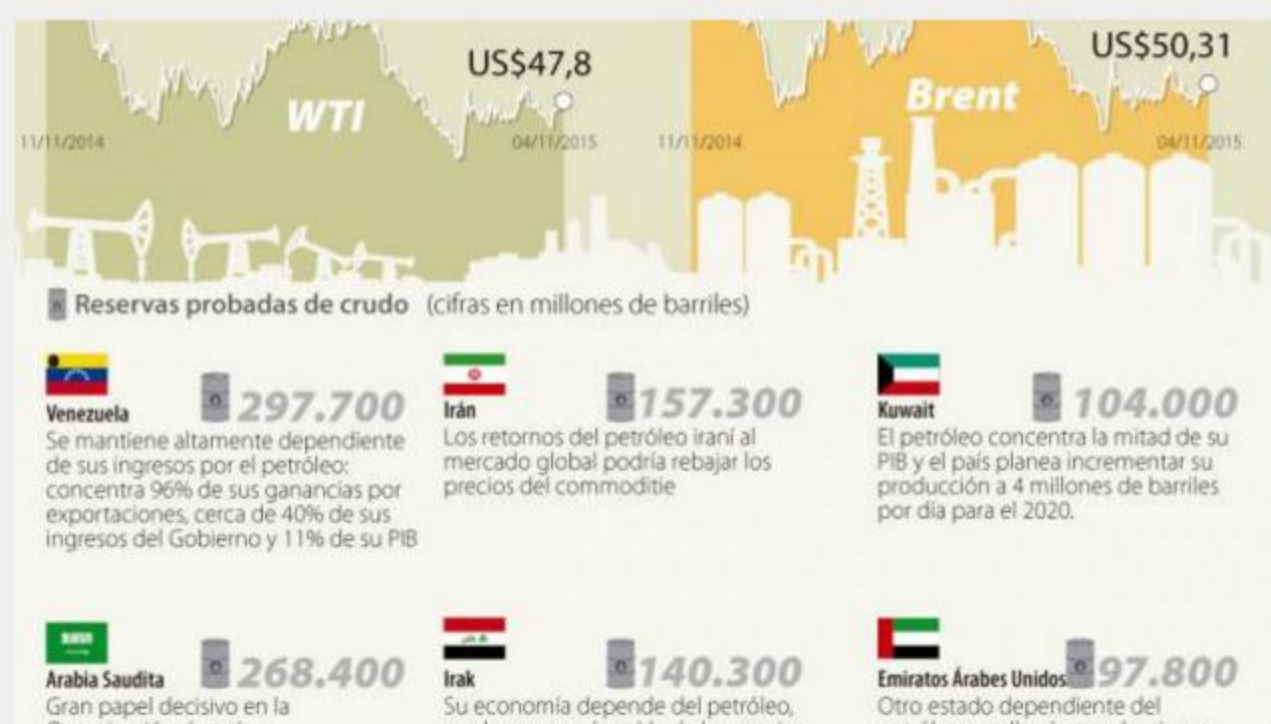 US$47,8
US$50,31
WTI
Brent
11/11/2014
04/11/2015
11/11/2014
04/11/2015
Reservas probadas de crudo (cifras en millones de barriles)
297.700
Venezuela
Se mantiene altamente dependiente
de sus ingresos por el petróleo:
concentra 96% de sus ganancias por
exportaciones, cerca de 40% de sus
ingresos del Gobierno y 11% de su PIB
157.300
Irán
Los retornos del petróleo iraní al
mercado global podría rebajar los
precios del commoditie
104.000
Kuwait
El petróleo concentra la mitad de su
PIB y el país planea incrementar su
producción a 4 millones de barriles
por día para el 2020.
268.400
Arabia Saudita
Gran papel decisivo en la
140.300
Irak
Su economía depende del petróleo,
97.800
Emiratos Árabes Unidos
Otro estado dependiente del